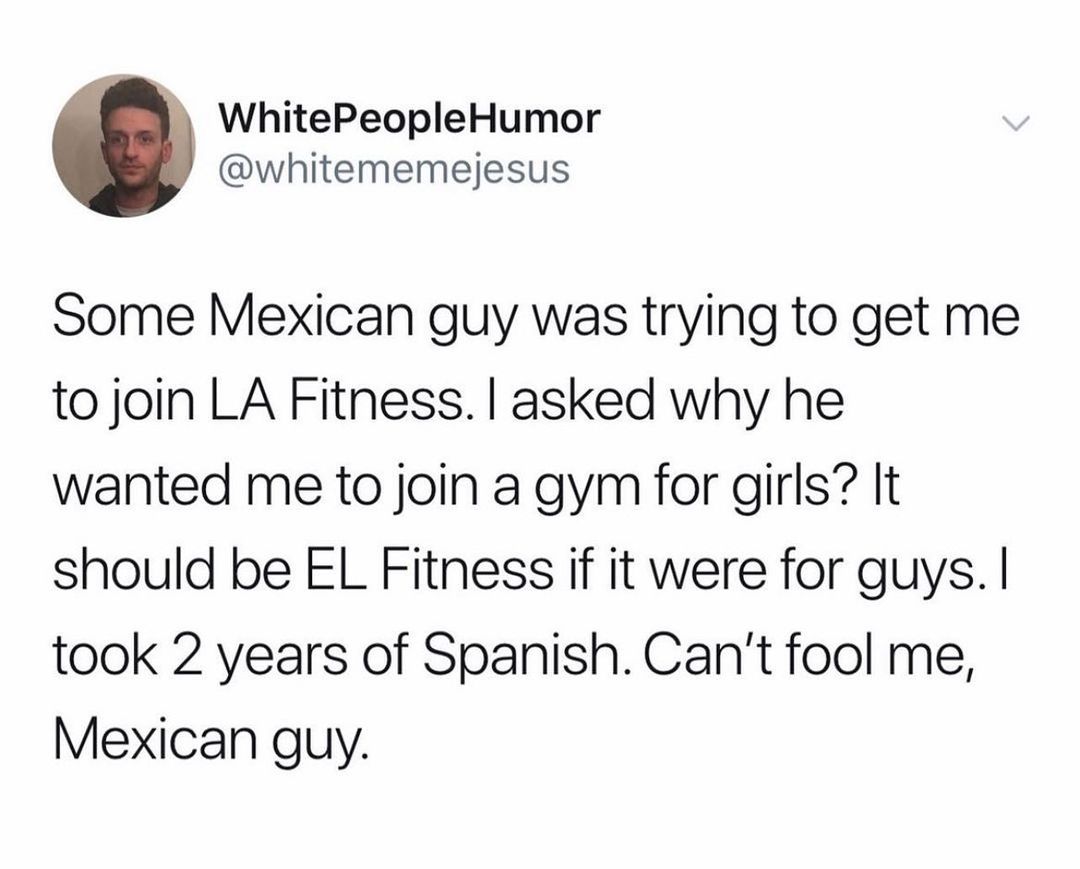 WhitePeopleHumor
@whitememejesus
Some Mexican guy was trying to get me
to join LA Fitness. I asked why he
wanted me to join a gym for girls? It
should be EL Fitness if it were for guys. I
took 2 years of Spanish. Can't fool me,
Mexican guy.